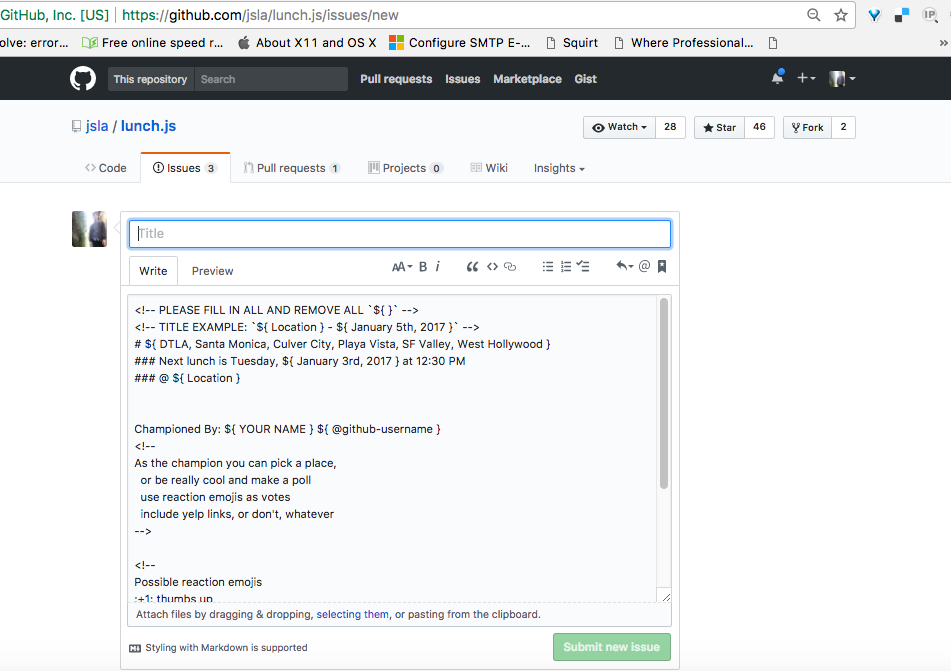 GitHub, Inc. [US] | https://github.com/jsla/lunch.js/issues/new
olve: error... Free online speed r... About X11 and OS X Configure SMTP E-... Squirt Where Professional... »
This repository Search Pull requests Issues Marketplace Gist
jsla / lunch.js Watch 28 Star 46 Fork 2
Code Issues 3 Pull requests 1 Projects 0 Wiki Insights
Title
Write Preview AA B i “ <> @
<!-- PLEASE FILL IN ALL AND REMOVE ALL `${ }` -->
<!-- TITLE EXAMPLE: `${ Location } - ${ January 5th, 2017 }` -->
# ${ DTLA, Santa Monica, Culver City, Playa Vista, SF Valley, West Hollywood }
### Next lunch is Tuesday, ${ January 3rd, 2017 } at 12:30 PM
### @ ${ Location }
Championed By: ${ YOUR NAME } ${ @github-username }
<!--
As the champion you can pick a place,
or be really cool and make a poll
use reaction emojis as votes
include yelp links, or don't, whatever
-->
<!--
Possible reaction emojis
:+1: thumbs up
Attach files by dragging & dropping, selecting them, or pasting from the clipboard.
Styling with Markdown is supported Submit new issue